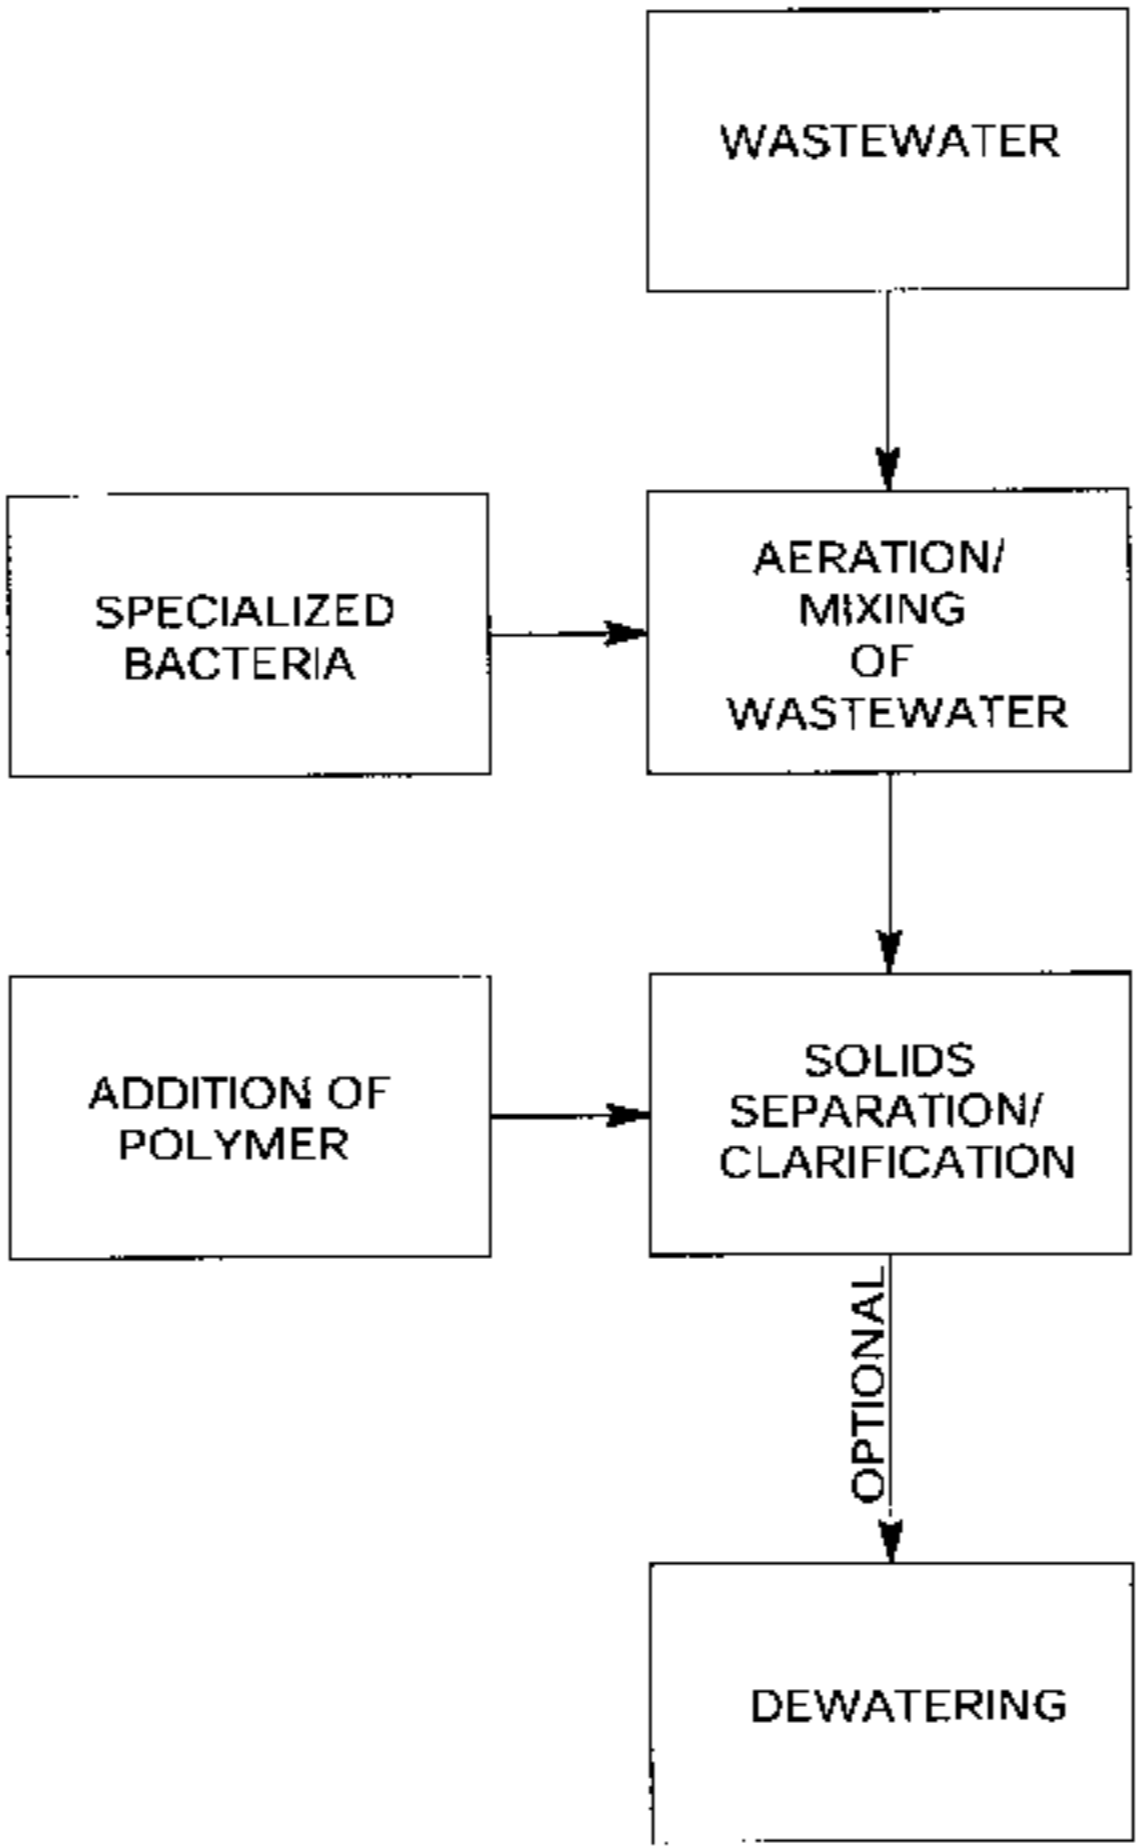 WASTEWATER
SPECIALIZED
BACTERIA
AERATION/
MIXING
OF
WASTEWATER
ADDITION OF
POLYMER
SOLIDS
SEPARATION/
CLARIFICATION
OPTIONAL
DEWATERING